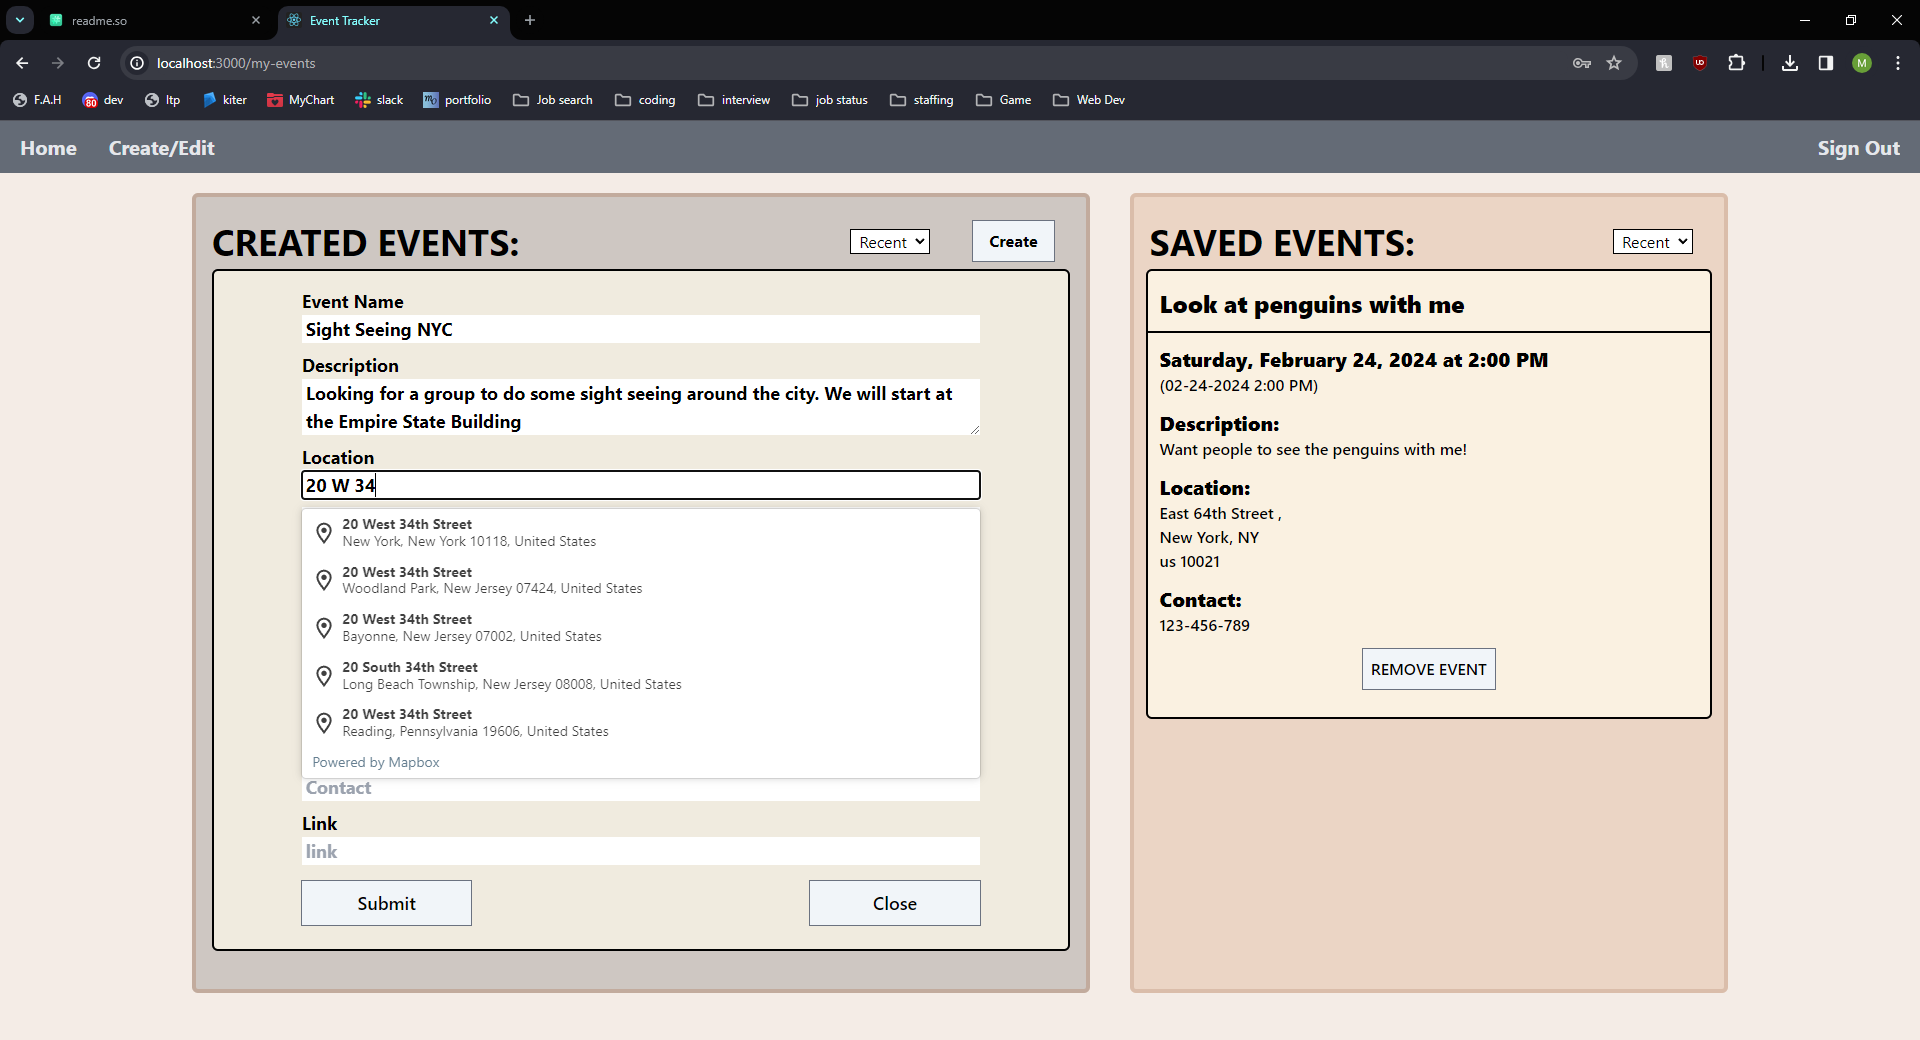 readme.so
Event Tracker
localhost:3000/my-events
M
F.A.H
80 dev
ltp
kiter
MyChart
slack
portfolio
Job search
coding
interview
job status
staffing
Game
Web Dev
Home
Create/Edit
Sign Out
CREATED EVENTS:
Recent
Create
Event Name
Sight Seeing NYC
Description
Looking for a group to do some sight seeing around the city. We will start at
the Empire State Building
Location
20 W 34
20 West 34th Street
New York, New York 10118, United States
20 West 34th Street
Woodland Park, New Jersey 07424, United States
20 West 34th Street
Bayonne, New Jersey 07002, United States
20 South 34th Street
Long Beach Township, New Jersey 08008, United States
20 West 34th Street
Reading, Pennsylvania 19606, United States
Powered by Mapbox
Contact
Link
link
Submit
Close
SAVED EVENTS:
Recent
Look at penguins with me
Saturday, February 24, 2024 at 2:00 PM
(02-24-2024 2:00 PM)
Description:
Want people to see the penguins with me!
Location:
East 64th Street ,
New York, NY
us 10021
Contact:
123-456-789
REMOVE EVENT